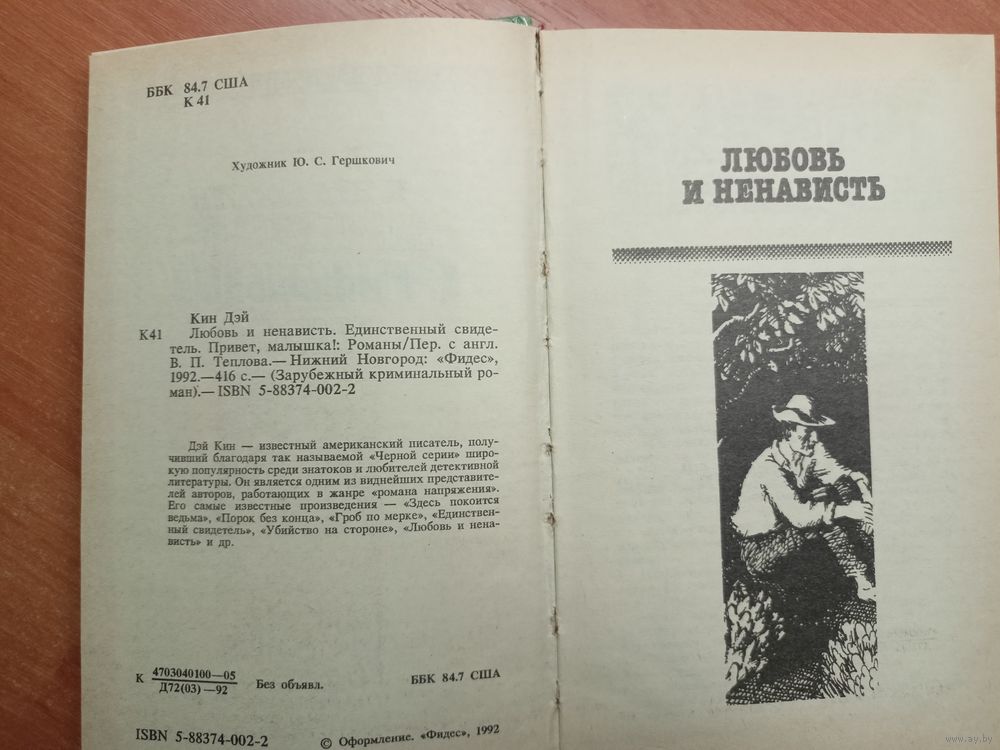 ББК 84.7 США
К 41
Художник Ю. С. Гершкович
Кин Дэй
К41 Любовь и ненависть. Единственный свиде-
тель. Привет, малышка!: Романы/Пер. с англ.
В. П. Теплова.— Нижний Новгород: «Фидес»,
1992.—416 с.— (Зарубежный криминальный ро-
ман).— ISBN 5-88374-002-2
Дэй Кин — известный американский писатель, полу-
чивший благодаря так называемой «Черной серии» широ-
кую популярность среди знатоков и любителей детективной
литературы. Он является одним из виднейших представите-
лей авторов, работающих в жанре «романа напряжения».
Его самые известные произведения — «Здесь покоится
ведьма», «Порок без конца», «Гроб по мерке», «Единствен-
ный свидетель», «Убийство на стороне», «Любовь и нена-
висть» и др.
К 4703040100—05
Д72(03)—92
Без объявл.
ББК 84.7 США
ISBN 5-88374-002-2
© Оформление. «Фидес», 1992
ЛЮБОВЬ
И НЕНАВИСТЬ
www.ay.by